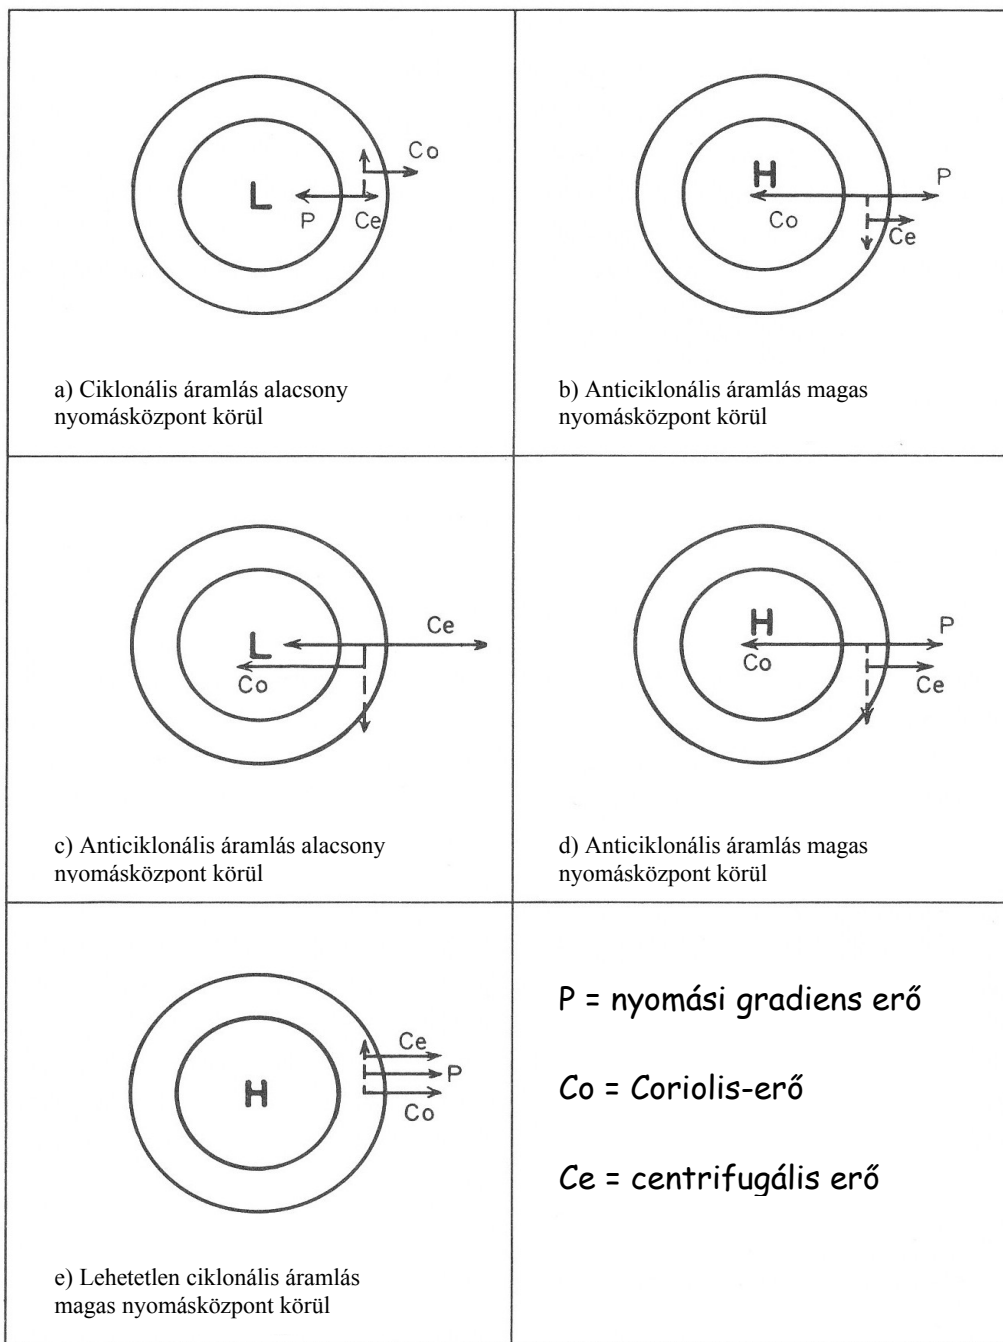 L
P
Ce
Co
a) Ciklonális áramlás alacsony
nyomásközpont körül
H
P
Co
Ce
b) Anticiklonális áramlás magas
nyomásközpont körül
L
Ce
Co
c) Anticiklonális áramlás alacsony
nyomásközpont körül
H
P
Co
Ce
d) Anticiklonális áramlás magas
nyomásközpont körül
H
Ce
P
Co
e) Lehetetlen ciklonális áramlás
magas nyomásközpont körül
P = nyomási gradiens erő
Co = Coriolis-erő
Ce = centrifugális erő